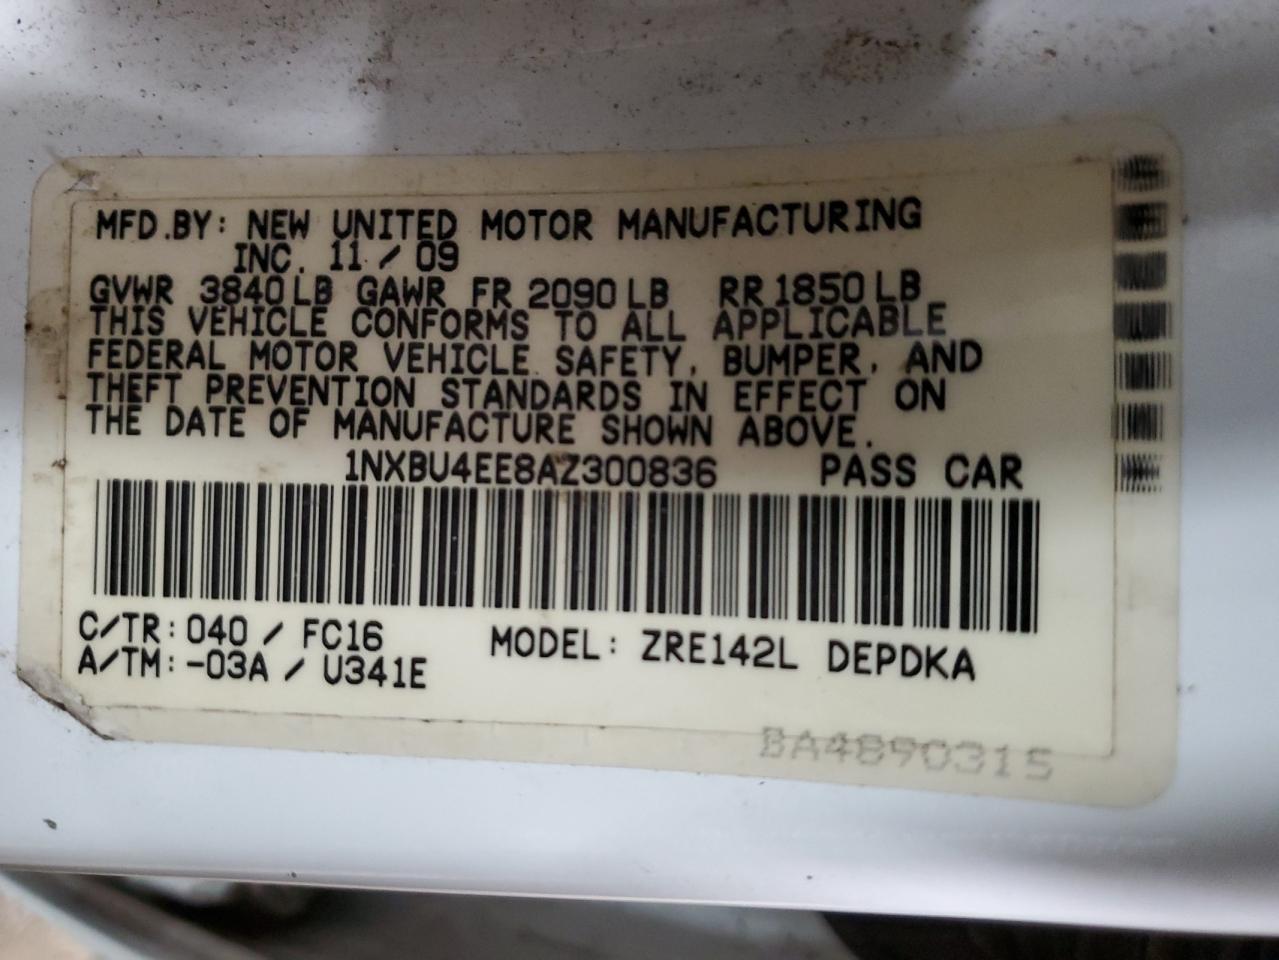 MFD.BY: NEW UNITED MOTOR MANUFACTURING
INC. 11 / 09
GVWR 3840 LB GAWR FR 2090 LB RR 1850 LB
THIS VEHICLE CONFORMS TO ALL APPLICABLE
FEDERAL MOTOR VEHICLE SAFETY, BUMPER, AND
THEFT PREVENTION STANDARDS IN EFFECT ON
THE DATE OF MANUFACTURE SHOWN ABOVE.
1NXBU4EE8AZ300836 PASS CAR
C/TR: 040 / FC16 MODEL: ZRE142L DEPDKA
A/TM: -03A / U341E
BA4890315